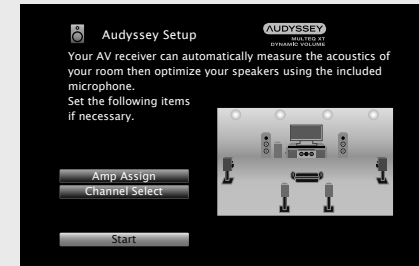 Audyssey Setup
AUDYSSEY
MULTEQ XT
DYNAMIC VOLUME
Your AV receiver can automatically measure the acoustics of
your room then optimize your speakers using the included
microphone.
Set the following items
if necessary.
Amp Assign
Channel Select
Start